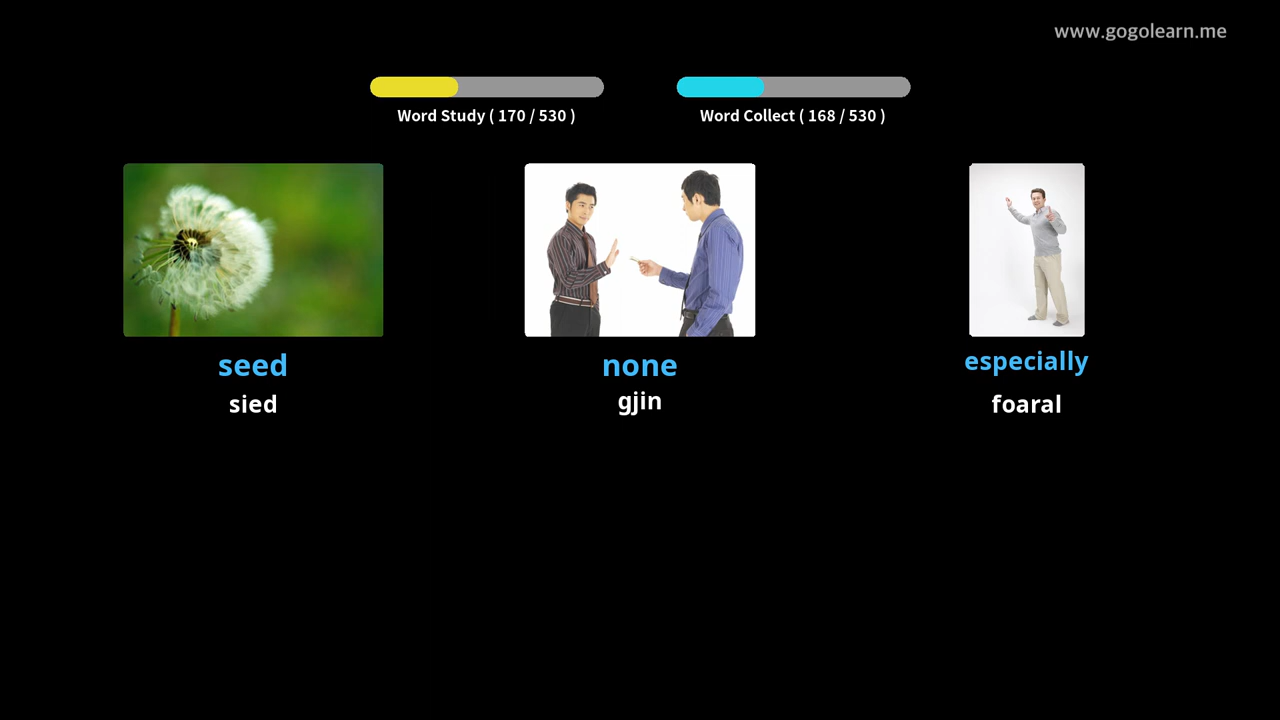 www.gogolearn.me
Word Study ( 170 / 530 )
Word Collect ( 168 / 530 )
seed
sied
none
gjin
especially
foaral